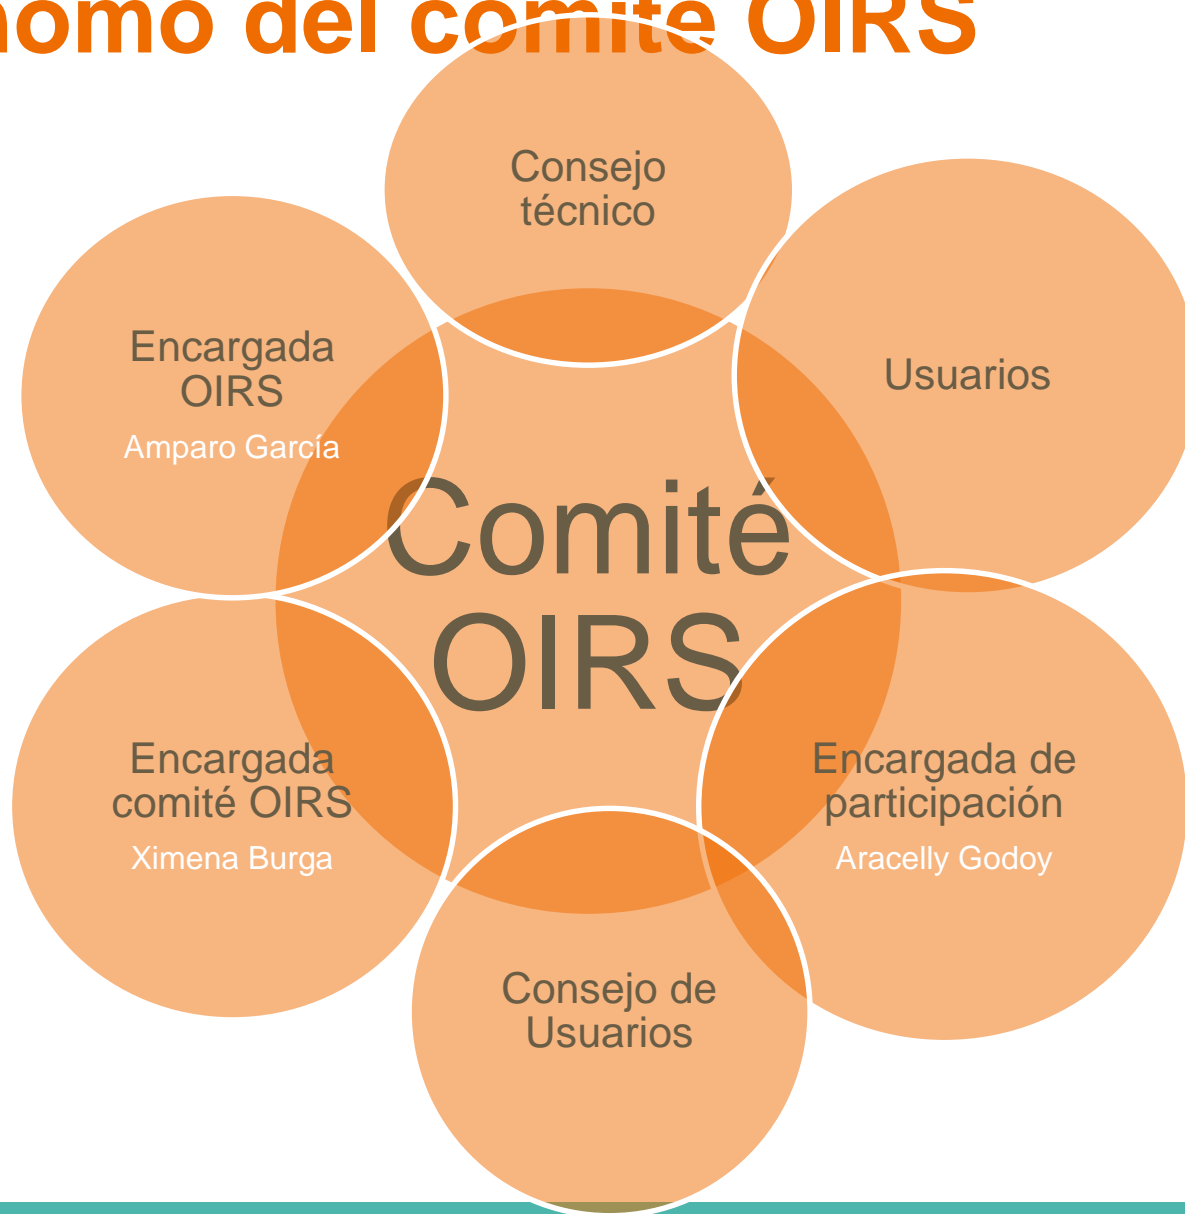 nomo del comité OIRS
Consejo
técnico
Usuarios
Encargada
OIRS
Amparo García
Comité
OIRS
Encargada de
participación
Aracelly Godoy
Encargada
comité OIRS
Ximena Burga
Consejo de
Usuarios